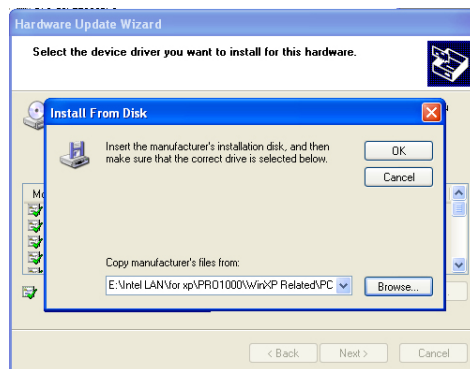 Hardware Update Wizard
Select the device driver you want to install for this hardware.
Install From Disk
Insert the manufacturer's installation disk, and then
make sure that the correct drive is selected below.
OK
Cancel
Mo
Copy manufacturer's files from:
E:\Intel LAN\for xp\PRO1000\WinXP Related\PC
Browse...
< Back
Next >
Cancel